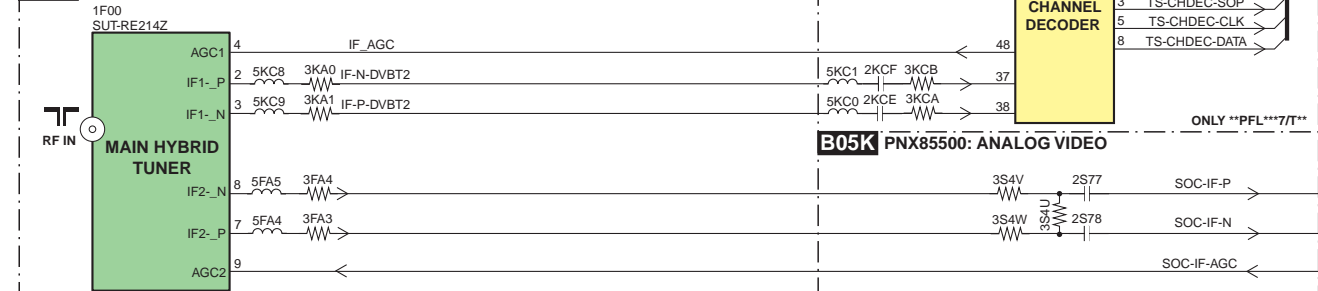 1F00
SUT-RE214Z
CHANNEL
DECODER
3 TS-CHDEC-SOP
5 TS-CHDEC-CLK
8 TS-CHDEC-DATA
AGC1 4 IF_AGC 48
IF1-_P 2 5KC8 3KA0 IF-N-DVBT2 5KC1 2KCF 3KCB 37
IF1-_N 3 5KC9 3KA1 IF-P-DVBT2 5KC0 2KCE 3KCA 38
RF IN
ONLY **PFL***7/T**
MAIN HYBRID
TUNER
B05K PNX85500: ANALOG VIDEO
IF2-_N 8 5FA5 3FA4 3S4V 2S77 SOC-IF-P
3S4U
IF2-_P 7 5FA4 3FA3 3S4W 2S78 SOC-IF-N
AGC2 9 SOC-IF-AGC